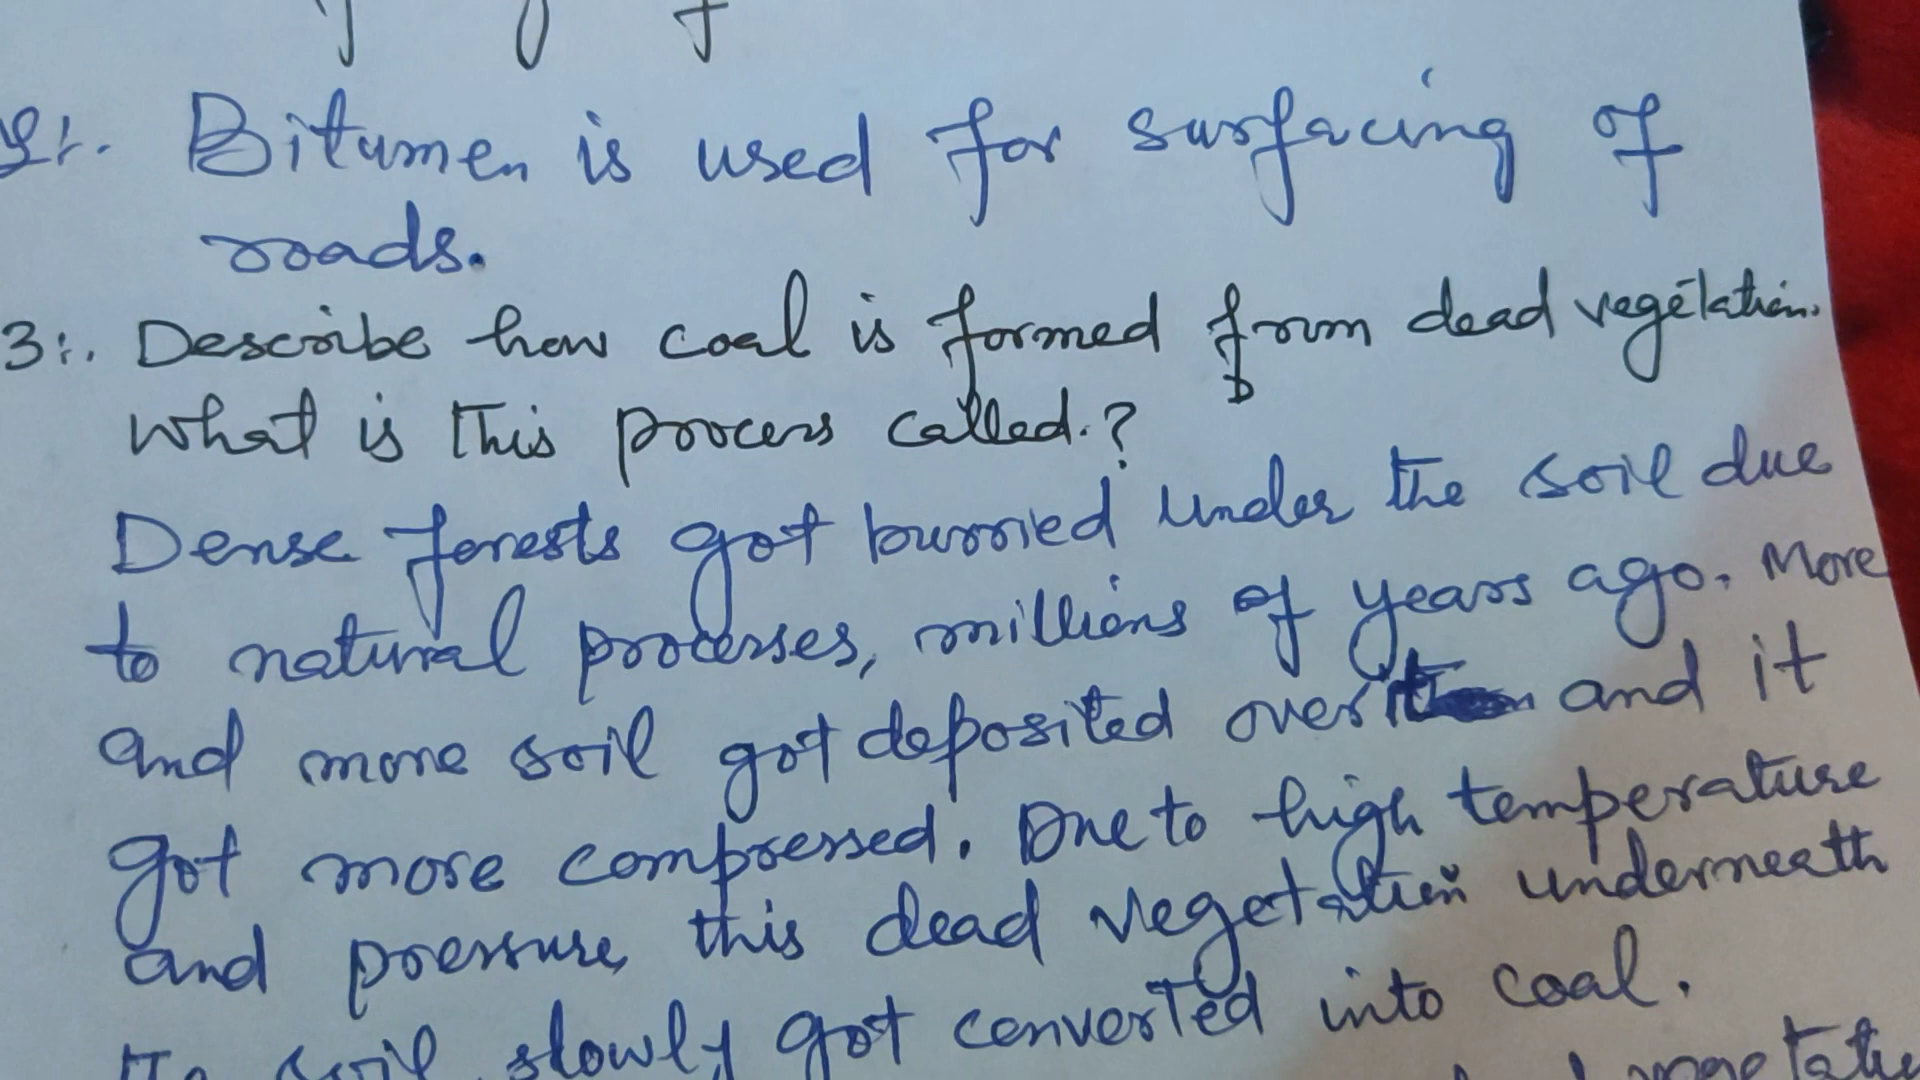 Bitumen is used for surfacing of
roads.
3:. Describe how coal is formed from dead vegetation.
What is this process called.?
Dense forests got burried under the soil due
to natural processes, millions of years ago. More
and more soil got deposited over it and it
got more compressed. Due to high temperature
and pressure, this dead vegetation underneath
the soil slowly got converted into coal.